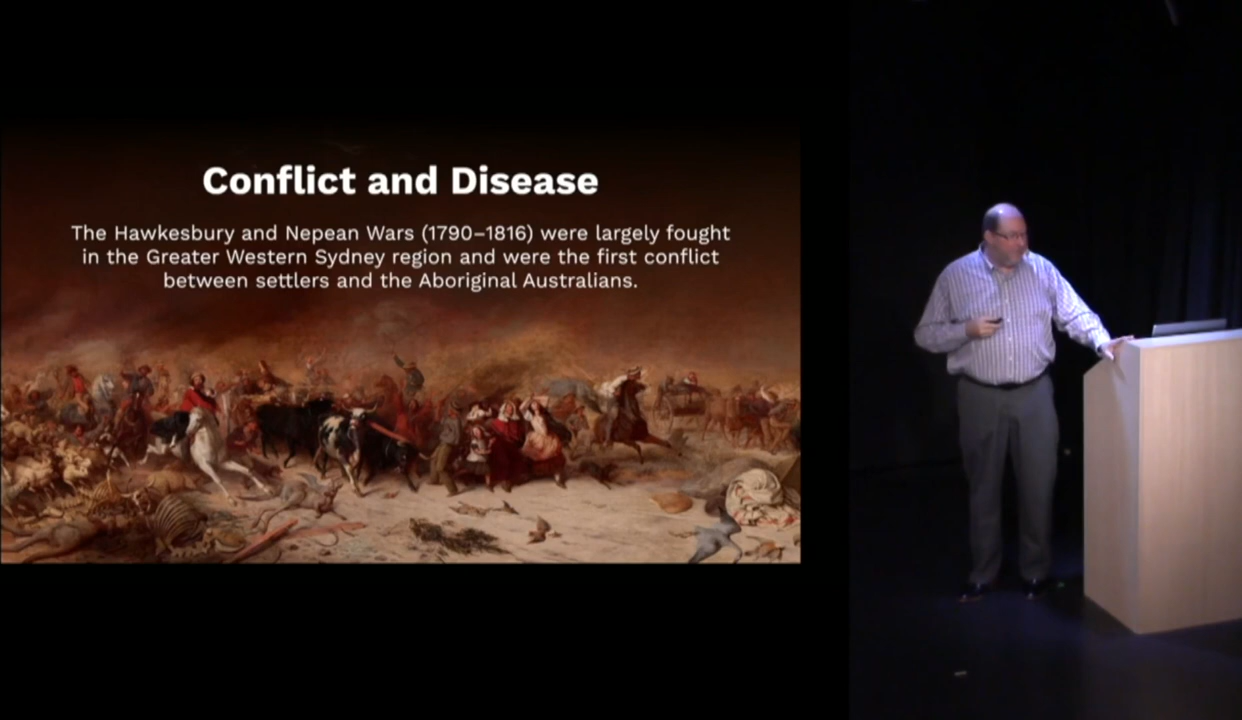 Conflict and Disease
The Hawkesbury and Nepean Wars (1790–1816) were largely fought
in the Greater Western Sydney region and were the first conflict
between settlers and the Aboriginal Australians.